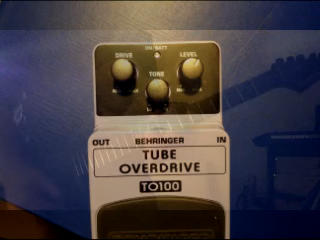 ON/BATT
DRIVE
LEVEL
TONE
OUT
BEHRINGER
IN
TUBE
OVERDRIVE
TO100